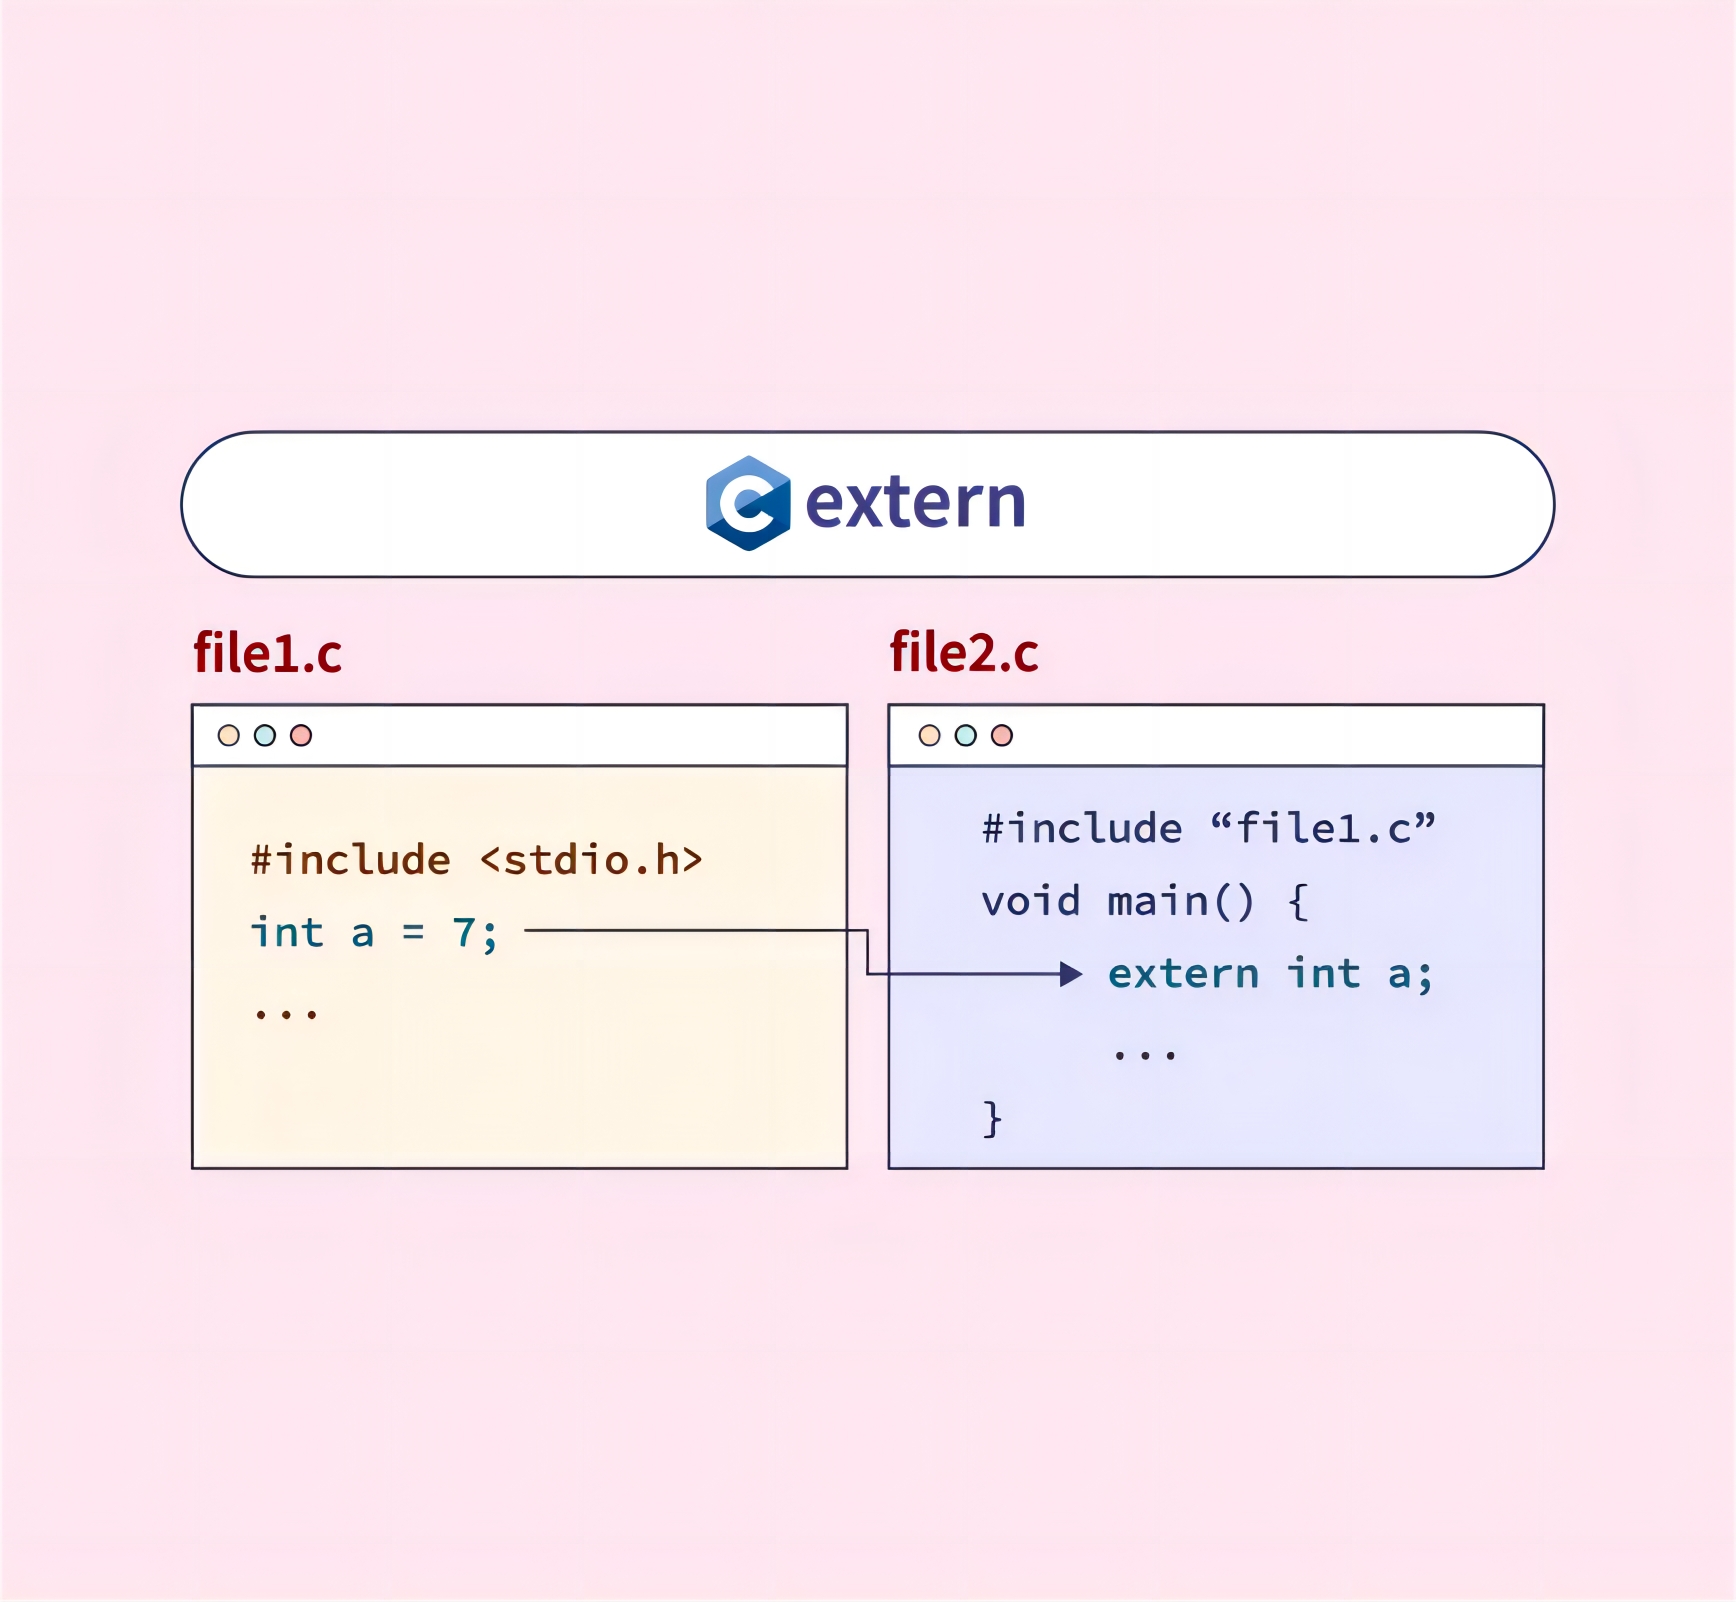 C extern
file1.c
#include <stdio.h>
int a = 7;
...
file2.c
#include “file1.c”
void main() {
extern int a;
...
}